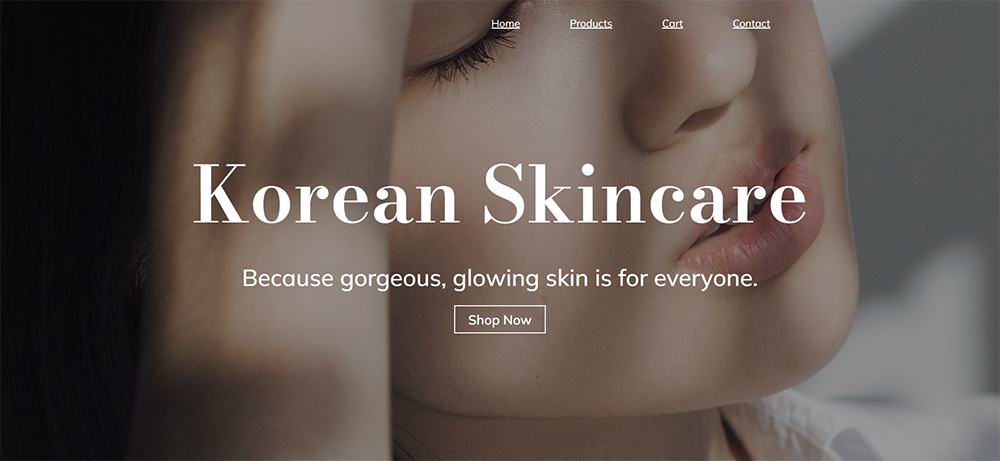 Home Products Cart Contact
Korean Skincare
Because gorgeous, glowing skin is for everyone.
Shop Now